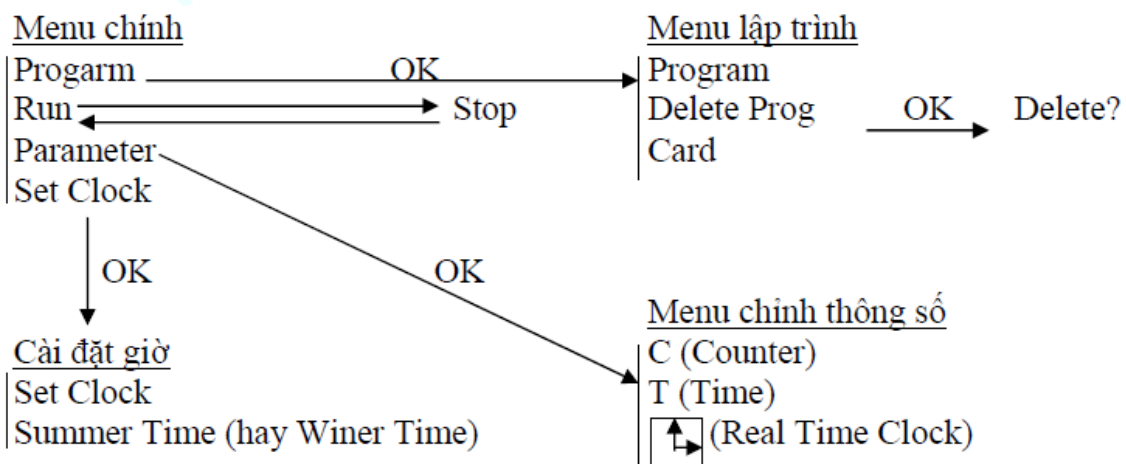 Menu chính
Progarm
OK
Run
Stop
Parameter
Set Clock
OK
OK
Menu lập trình
Program
Delete Prog
OK
Delete?
Card
Cài đặt giờ
Set Clock
Summer Time (hay Winer Time)
Menu chỉnh thông số
C (Counter)
T (Time)
(Real Time Clock)